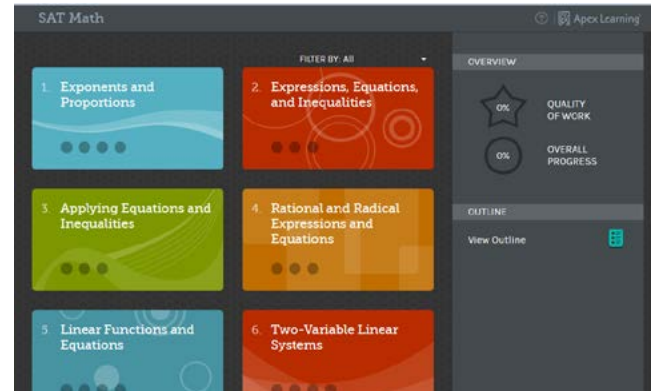 SAT Math
? Apex Learning
FILTER BY: All
1. Exponents and
Proportions
2. Expressions, Equations,
and Inequalities
3. Applying Equations and
Inequalities
4. Rational and Radical
Expressions and
Equations
5. Linear Functions and
Equations
6. Two-Variable Linear
Systems
OVERVIEW
0%
QUALITY
OF WORK
0%
OVERALL
PROGRESS
OUTLINE
View Outline